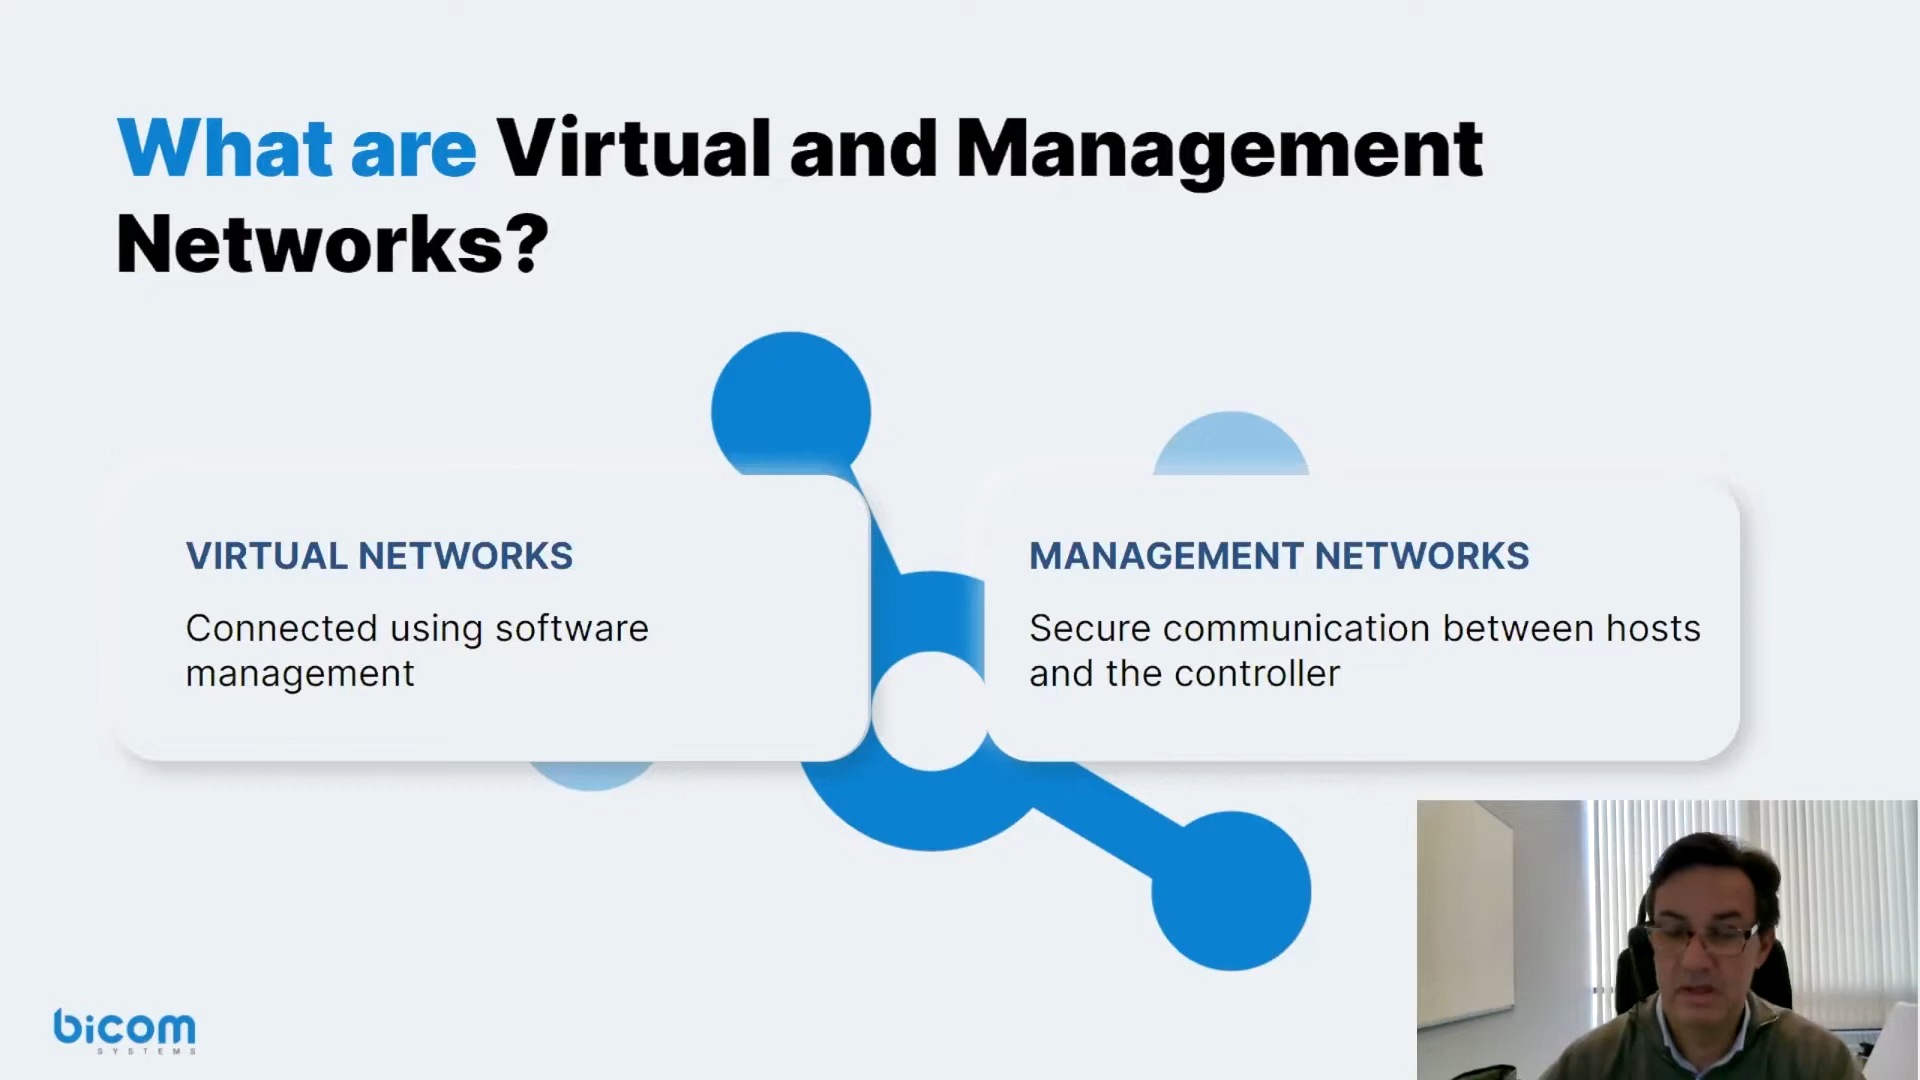 What are Virtual and Management
Networks?
VIRTUAL NETWORKS
Connected using software
management
MANAGEMENT NETWORKS
Secure communication between hosts
and the controller
bicom
SYSTEMS